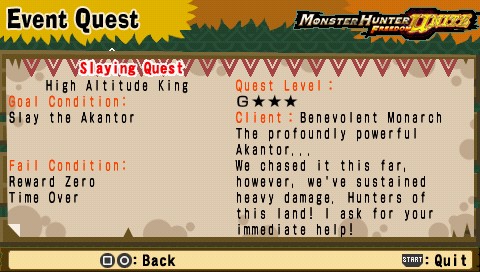 Event Quest
MONSTER HUNTER
FREEDOM UNITE
Slaying Quest
High Altitude King
Goal Condition:
Slay the Akantor
Fail Condition:
Reward Zero
Time Over
Quest Level:
G★★★
Client: Benevolent Monarch
The profoundly powerful
Akantor...
We chased it this far,
however, we've sustained
heavy damage. Hunters of
this land! I ask for your
immediate help!
□○: Back
START: Quit